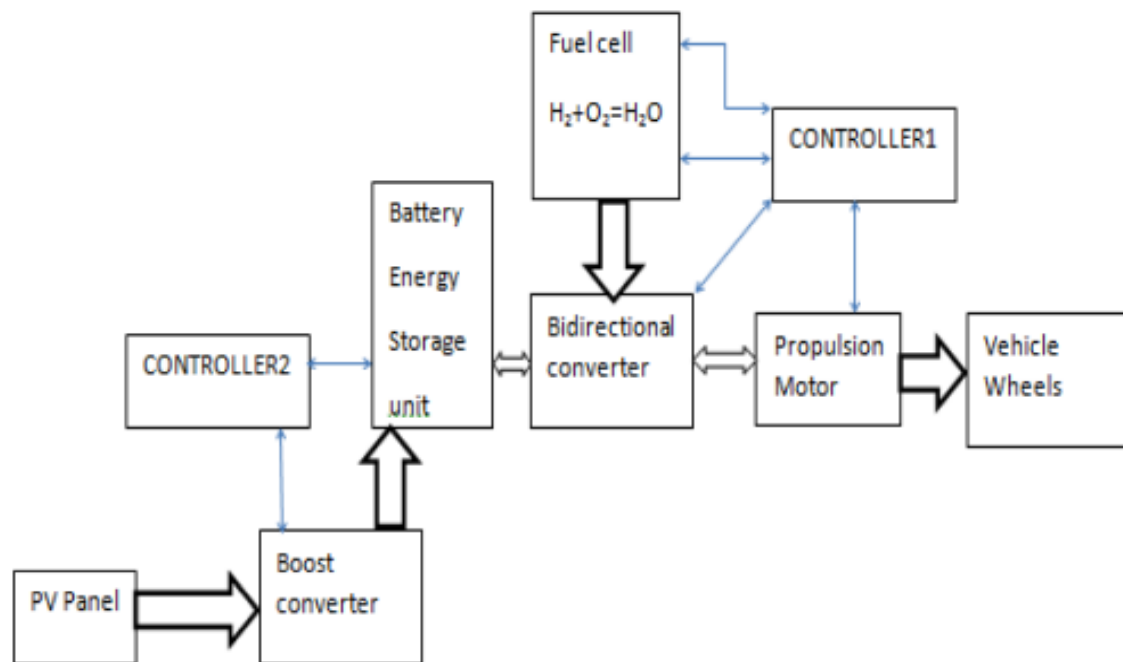 Fuel cell
H₂+O₂=H₂O
CONTROLLER1
Battery
Energy
Storage
unit
Bidirectional
converter
Propulsion
Motor
Vehicle
Wheels
CONTROLLER2
Boost
converter
PV Panel